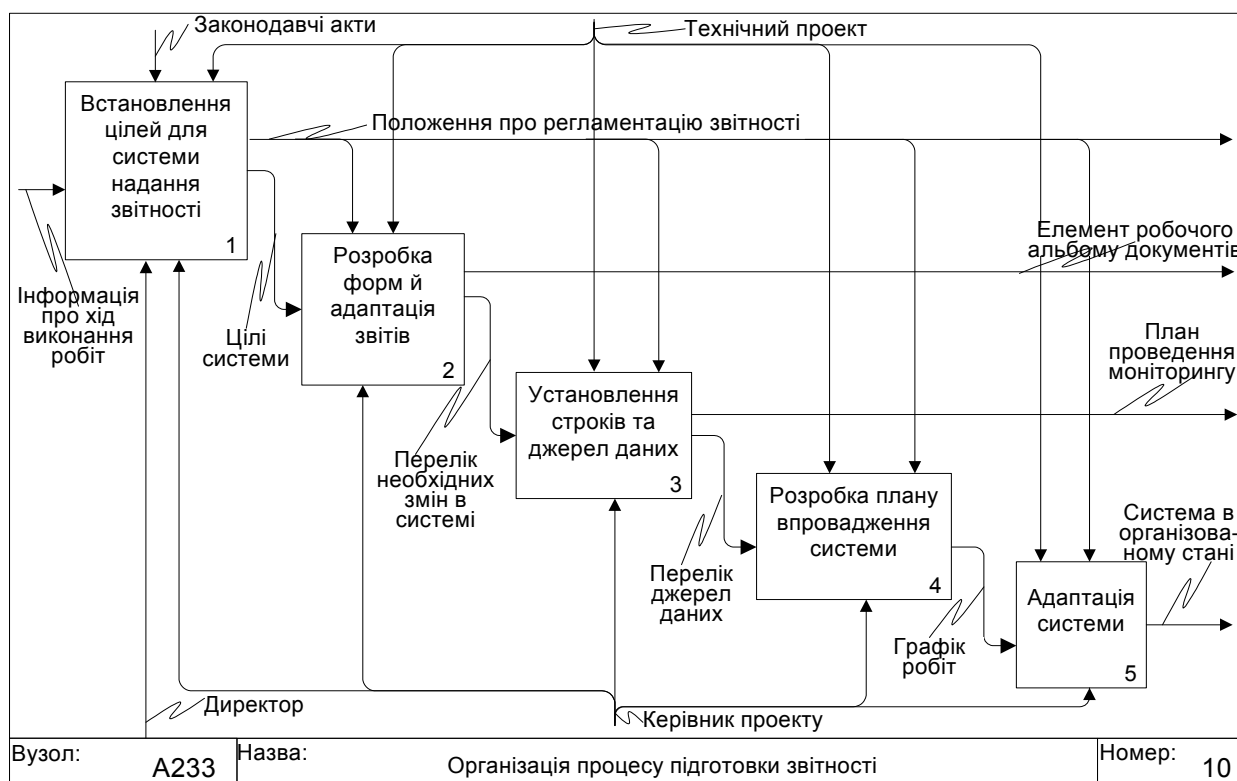 Законодавчі акти
Технічний проект
Встановлення
цілей для
системи
надання
звітності
1
Положення про регламентацію звітності
Інформація
про хід
виконання
робіт
Цілі
системи
Розробка
форм й
адаптація
звітів
2
Елемент робочого
альбому документів
Перелік
необхідних
змін в
системі
Установлення
строків та
джерел даних
3
План
проведення
моніторингу
Перелік
джерел
даних
Розробка плану
впровадження
системи
4
Система в
організова-
ному стані
Графік
робіт
Адаптація
системи
5
Директор
Керівник проекту
Вузол:
А233
Назва:
Організація процесу підготовки звітності
Номер:
10